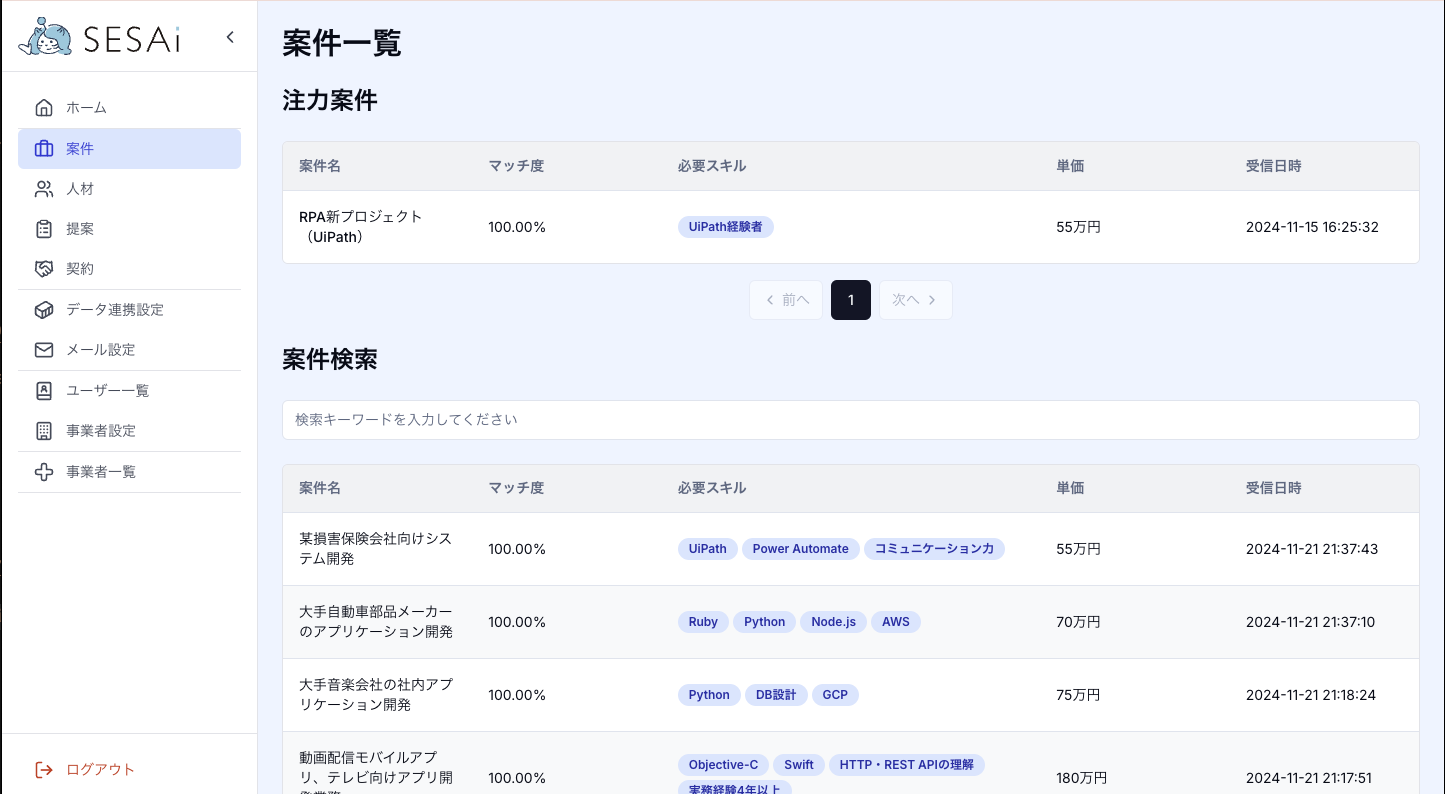 SESAi
ホーム
案件
人材
提案
契約
データ連携設定
メール設定
ユーザー一覧
事業者設定
事業者一覧
ログアウト
案件一覧
注力案件
案件名 マッチ度 必要スキル 単価 受信日時
RPA新プロジェクト
（UiPath） 100.00% UiPath経験者 55万円 2024-11-15 16:25:32
前へ 1 次へ
案件検索
検索キーワードを入力してください
案件名 マッチ度 必要スキル 単価 受信日時
某損害保険会社向けシス
テム開発 100.00% UiPath Power Automate コミュニケーション力 55万円 2024-11-21 21:37:43
大手自動車部品メーカー
のアプリケーション開発 100.00% Ruby Python Node.js AWS 70万円 2024-11-21 21:37:10
大手音楽会社の社内アプ
リケーション開発 100.00% Python DB設計 GCP 75万円 2024-11-21 21:18:24
動画配信モバイルアプ
リ、テレビ向けアプリ開 100.00% Objective-C Swift HTTP・REST APIの理解 180万円 2024-11-21 21:17:51
実務経験4年以上